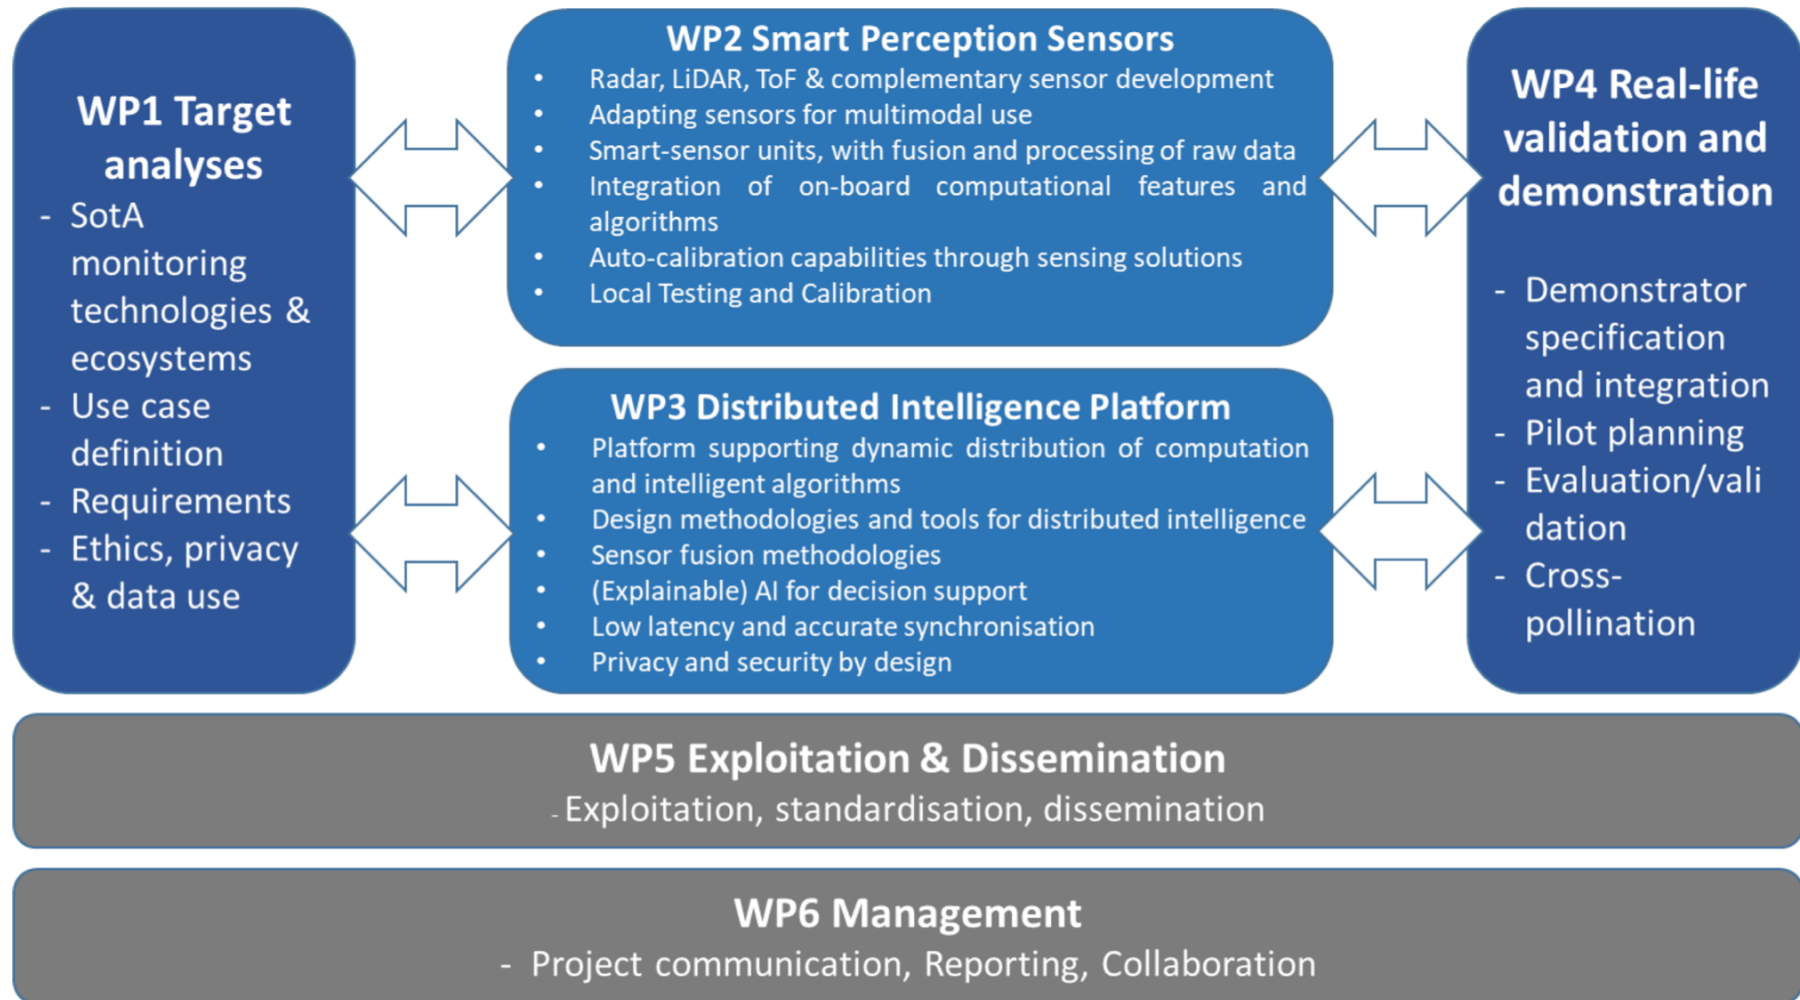 WP1 Target
analyses
- SotA
monitoring
technologies &
ecosystems
- Use case
definition
- Requirements
- Ethics, privacy
& data use
WP2 Smart Perception Sensors
• Radar, LiDAR, ToF & complementary sensor development
• Adapting sensors for multimodal use
• Smart-sensor units, with fusion and processing of raw data
• Integration of on-board computational features and
algorithms
• Auto-calibration capabilities through sensing solutions
• Local Testing and Calibration
WP3 Distributed Intelligence Platform
• Platform supporting dynamic distribution of computation
and intelligent algorithms
• Design methodologies and tools for distributed intelligence
• Sensor fusion methodologies
• (Explainable) AI for decision support
• Low latency and accurate synchronisation
• Privacy and security by design
WP4 Real-life
validation and
demonstration
- Demonstrator
specification
and integration
- Pilot planning
- Evaluation/vali
dation
- Cross-
pollination
WP5 Exploitation & Dissemination
- Exploitation, standardisation, dissemination
WP6 Management
- Project communication, Reporting, Collaboration